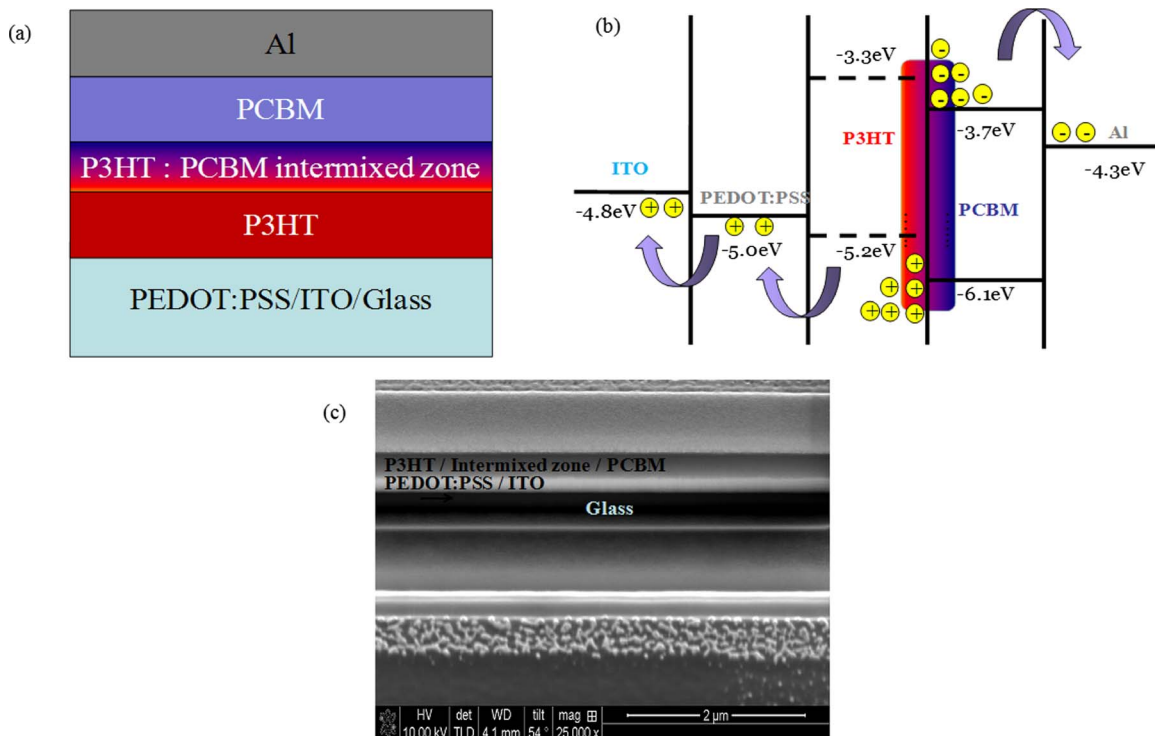 (a)
Al
PCBM
P3HT : PCBM intermixed zone
P3HT
PEDOT:PSS/ITO/Glass
(b)
-3.3eV
P3HT
-3.7eV
Al
-4.3eV
ITO
PEDOT:PSS
PCBM
-4.8eV
-5.0eV
-5.2eV
-6.1eV
(c)
P3HT / Intermixed zone / PCBM
PEDOT:PSS / ITO
Glass
HV det WD tilt mag 2 µm
10.00 kV TLD 4.1 mm 54 ° 25,000 x